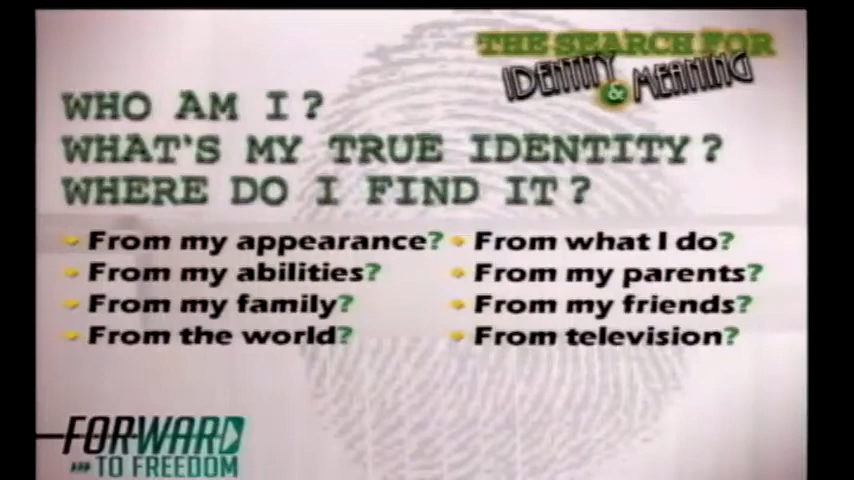 THE SEARCH FOR
IDENTITY & MEANING
WHO AM I?
WHAT'S MY TRUE IDENTITY?
WHERE DO I FIND IT?
From my appearance?
From my abilities?
From my family?
From the world?
From what I do?
From my parents?
From my friends?
From television?
FORWARD
TO FREEDOM